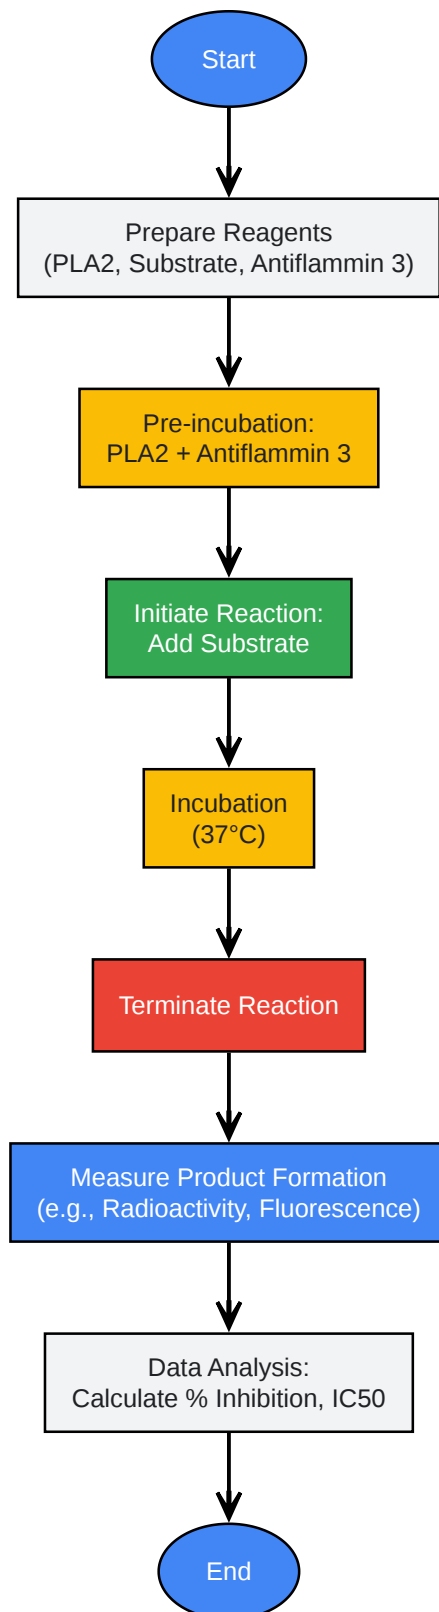 Start
Prepare Reagents
(PLA2, Substrate, Antiflammin 3)
Pre-incubation:
PLA2 + Antiflammin 3
Initiate Reaction:
Add Substrate
Incubation
(37°C)
Terminate Reaction
Measure Product Formation
(e.g., Radioactivity, Fluorescence)
Data Analysis:
Calculate % Inhibition, IC50
End